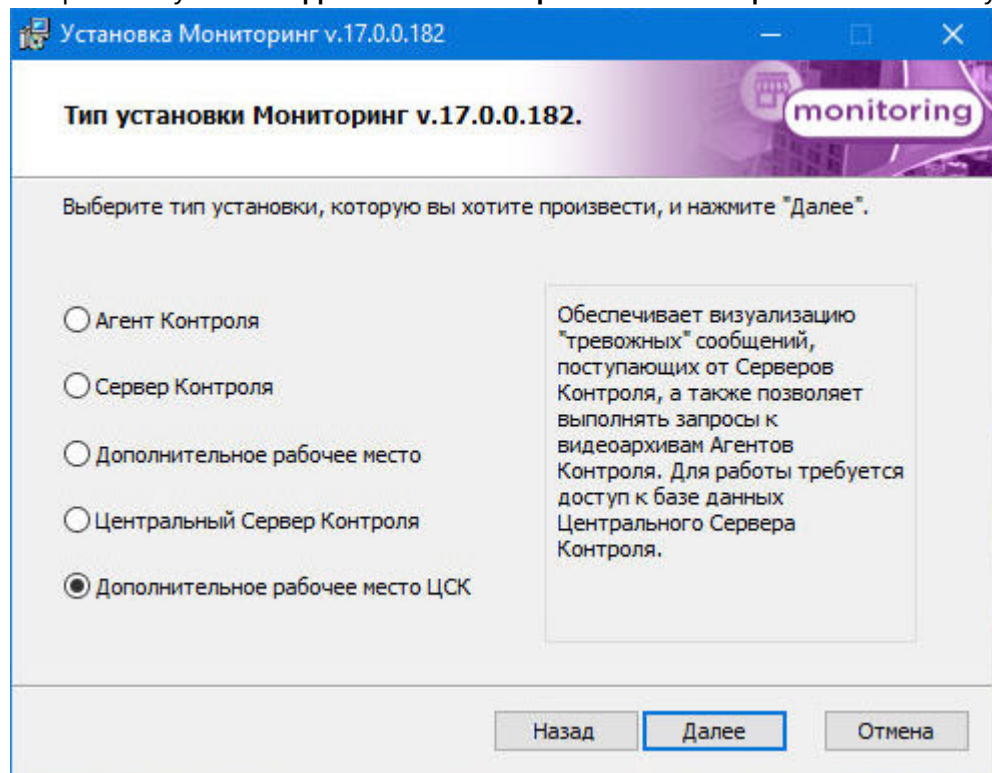 Установка Мониторинг v.17.0.0.182
Тип установки Мониторинг v.17.0.0.182.
monitoring
Выберите тип установки, которую вы хотите произвести, и нажмите "Далее".
Агент Контроля
Сервер Контроля
Дополнительное рабочее место
Центральный Сервер Контроля
Дополнительное рабочее место ЦСК
Обеспечивает визуализацию
"тревожных" сообщений,
поступающих от Серверов
Контроля, а также позволяет
выполнять запросы к
видеоархивам Агентов
Контроля. Для работы требуется
доступ к базе данных
Центрального Сервера
Контроля.
Назад
Далее
Отмена